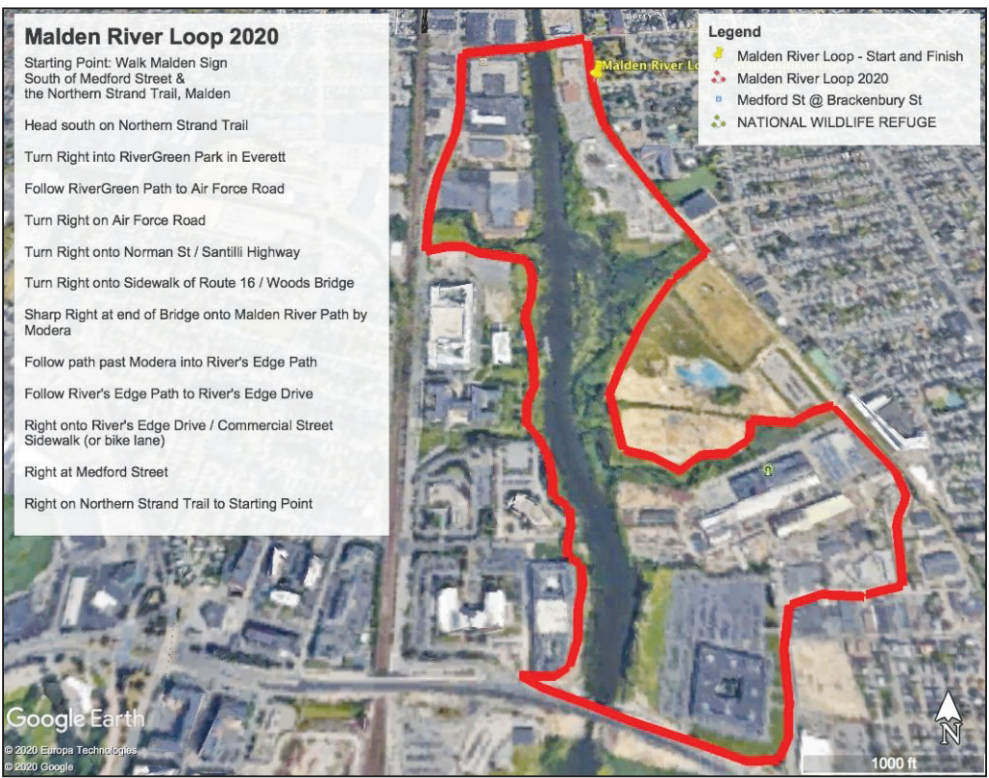 Malden River Loop 2020
Starting Point: Walk Malden Sign
South of Medford Street &
the Northern Strand Trail, Malden
Head south on Northern Strand Trail
Turn Right into RiverGreen Park in Everett
Follow RiverGreen Path to Air Force Road
Turn Right on Air Force Road
Turn Right onto Norman St / Santilli Highway
Turn Right onto Sidewalk of Route 16 / Woods Bridge
Sharp Right at end of Bridge onto Malden River Path by
Modera
Follow path past Modera into River's Edge Path
Follow River's Edge Path to River's Edge Drive
Right onto River's Edge Drive / Commercial Street
Sidewalk (or bike lane)
Right at Medford Street
Right on Northern Strand Trail to Starting Point
Malden River Lo
Legend
Malden River Loop - Start and Finish
Malden River Loop 2020
Medford St @ Brackenbury St
NATIONAL WILDLIFE REFUGE
Google Earth
© 2020 Europa Technologies
© 2020 Google
N
1000 ft